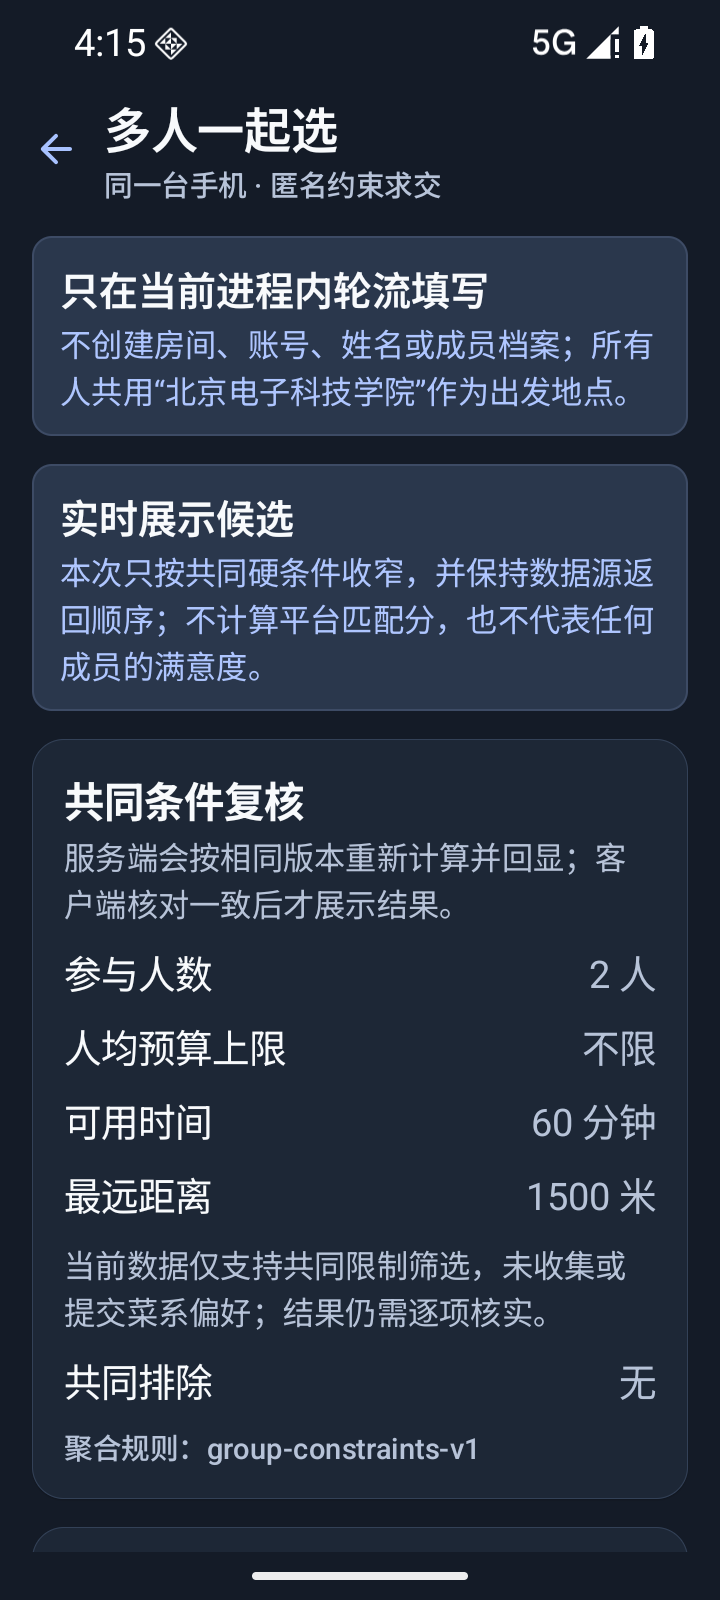 4:15
5G
多人一起选
同一台手机 · 匿名约束求交
只在当前进程内轮流填写
不创建房间、账号、姓名或成员档案；所有
人共用“北京电子科技学院”作为出发地点。
实时展示候选
本次只按共同硬条件收窄，并保持数据源返
回顺序；不计算平台匹配分，也不代表任何
成员的满意度。
共同条件复核
服务端会按相同版本重新计算并回显；客
户端核对一致后才展示结果。
参与人数 2 人
人均预算上限 不限
可用时间 60 分钟
最远距离 1500 米
当前数据仅支持共同限制筛选，未收集或
提交菜系偏好；结果仍需逐项核实。
共同排除 无
聚合规则：group-constraints-v1